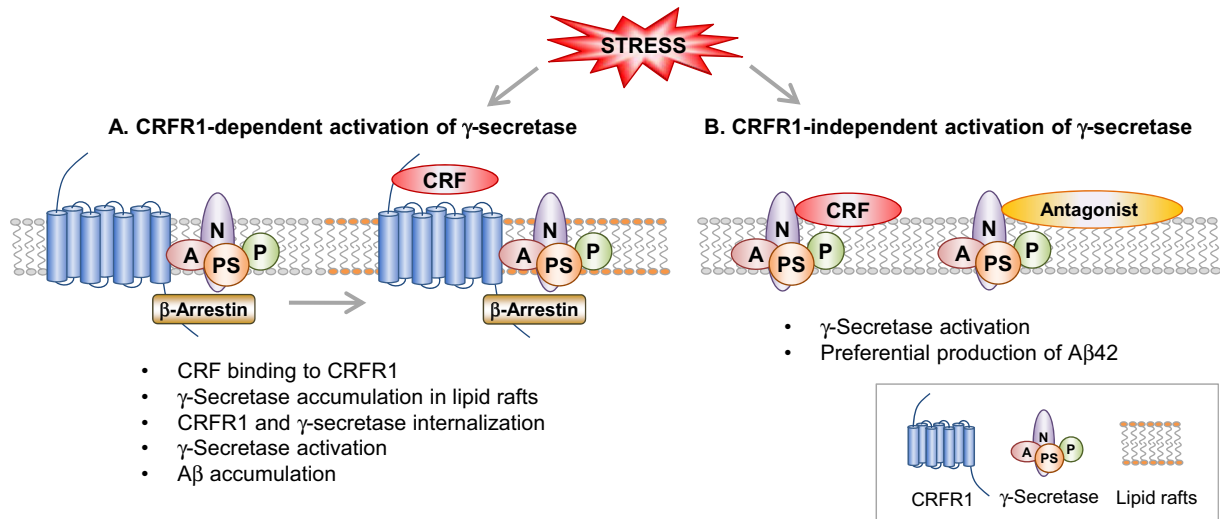 STRESS
A. CRFR1-dependent activation of γ-secretase
CRF
N
A
PS
P
β-Arrestin
N
A
PS
P
β-Arrestin
• CRF binding to CRFR1
• γ-Secretase accumulation in lipid rafts
• CRFR1 and γ-secretase internalization
• γ-Secretase activation
• Aβ accumulation
B. CRFR1-independent activation of γ-secretase
N
CRF
A
PS
P
N
Antagonist
A
PS
P
• γ-Secretase activation
• Preferential production of Aβ42
N
A
PS
P
CRFR1
γ-Secretase
Lipid rafts